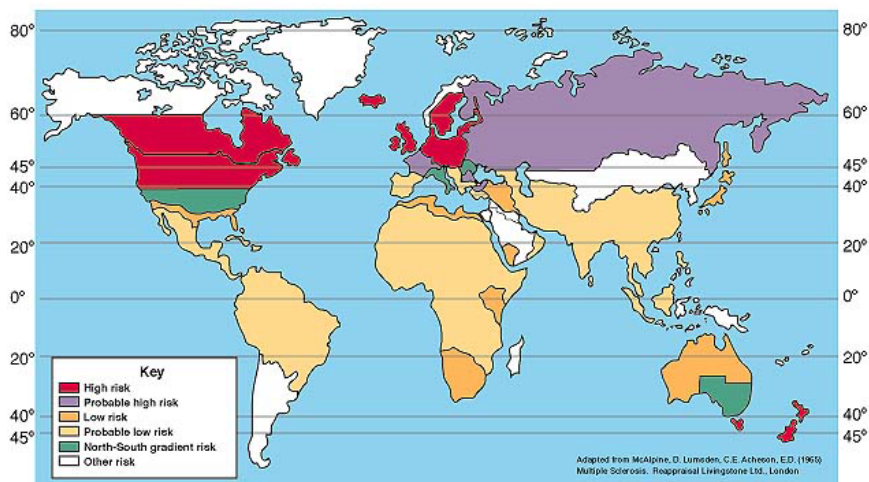 80°
60°
45°
40°
20°
0°
20°
40°
45°
80°
60°
45°
40°
20°
0°
20°
40°
45°
Key
High risk
Probable high risk
Low risk
Probable low risk
North-South gradient risk
Other risk
Adapted from McAlpine, D. Lumsden, C.E. Acheson, E.D. (1965)
Multiple Sclerosis. Reappraisal Livingstone Ltd., London